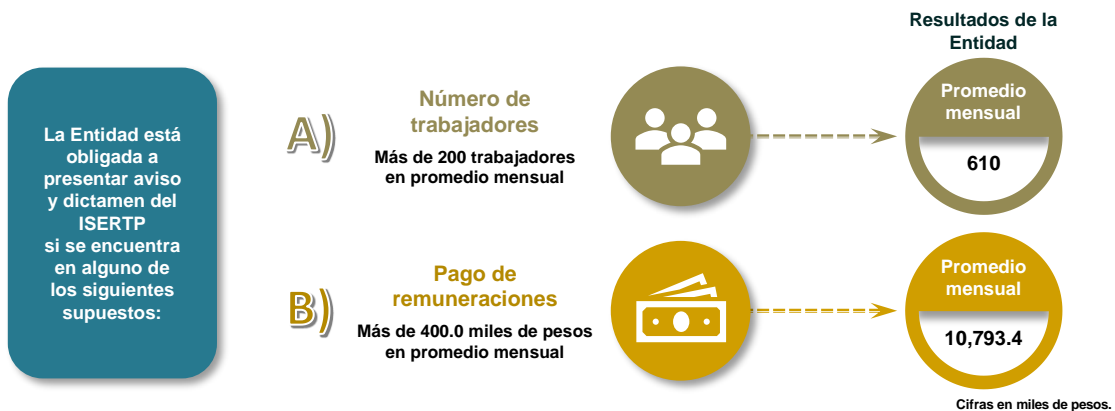 La Entidad está
obligada a
presentar aviso
y dictamen del
ISERTP
si se encuentra
en alguno de
los siguientes
supuestos:
A)
Número de
trabajadores
Más de 200 trabajadores
en promedio mensual
Resultados de la
Entidad
Promedio
mensual
610
B)
Pago de
remuneraciones
Más de 400.0 miles de pesos
en promedio mensual
Promedio
mensual
10,793.4
Cifras en miles de pesos.